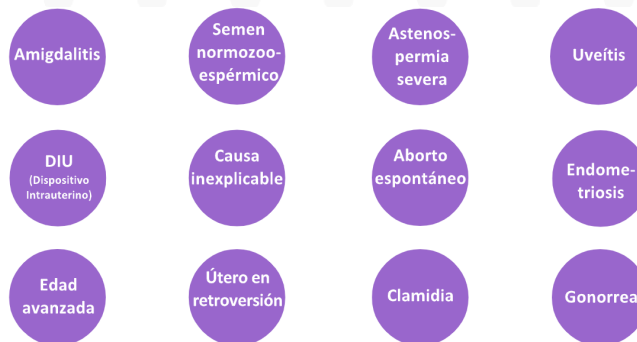 Amigdalitis
Semen
normozoo-
espérmico
Astenos-
permia
severa
Uveítis
DIU
(Dispositivo
Intrauterino)
Causa
inexplicable
Aborto
espontáneo
Endome-
triosis
Edad
avanzada
Útero en
retroversión
Clamidia
Gonorrea